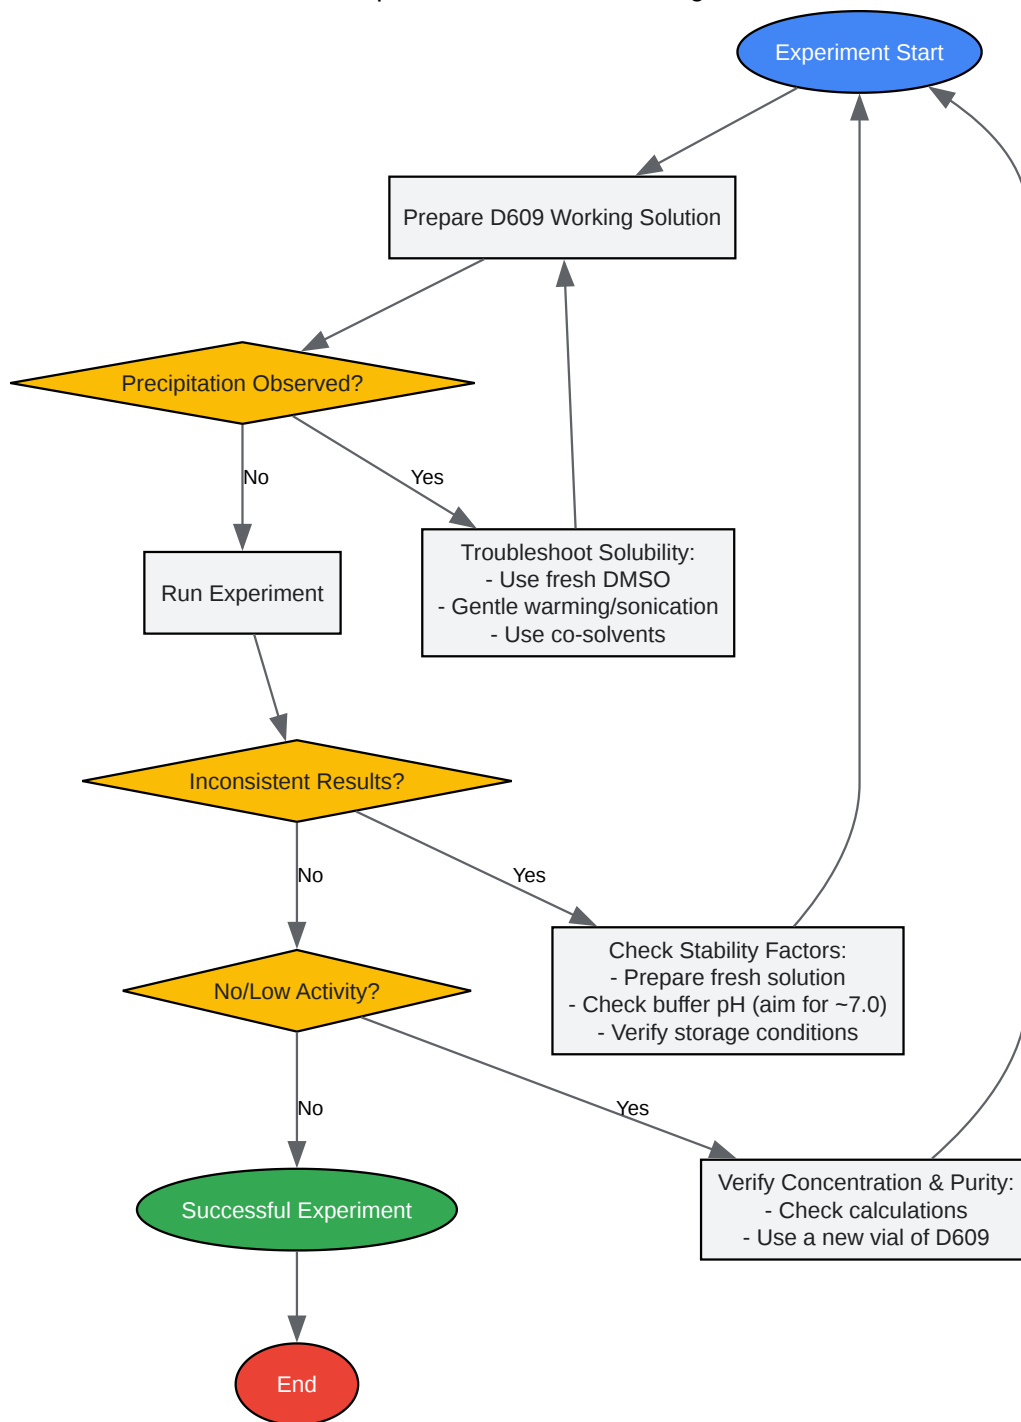 Experiment Start
Prepare D609 Working Solution
Precipitation Observed?
No
Yes
Troubleshoot Solubility:
- Use fresh DMSO
- Gentle warming/sonication
- Use co-solvents
Run Experiment
Inconsistent Results?
No
Yes
Check Stability Factors:
- Prepare fresh solution
- Check buffer pH (aim for ~7.0)
- Verify storage conditions
No/Low Activity?
No
Yes
Verify Concentration & Purity:
- Check calculations
- Use a new vial of D609
Successful Experiment
End